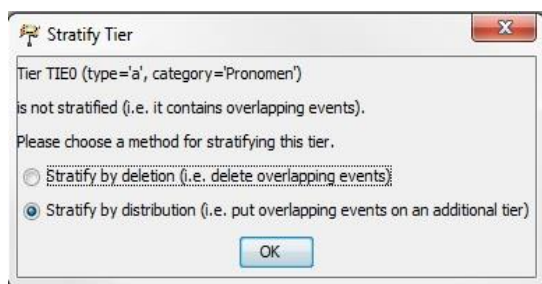 Stratify Tier
Tier TIE0 (type='a', category='Pronomen')
is not stratified (i.e. it contains overlapping events).
Please choose a method for stratifying this tier.
Stratify by deletion (i.e. delete overlapping events)
Stratify by distribution (i.e. put overlapping events on an additional tier)
OK